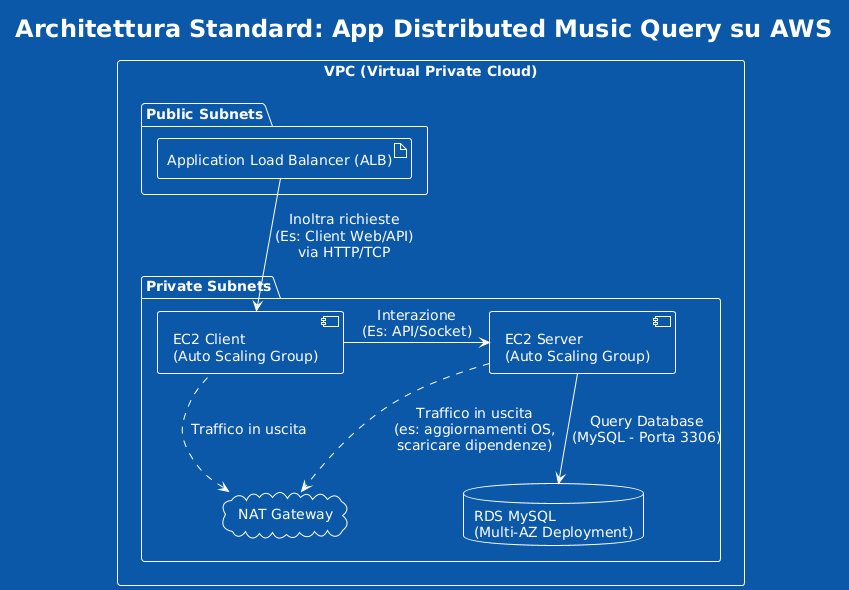 Architettura Standard: App Distributed Music Query su AWS
VPC (Virtual Private Cloud)
Public Subnets
Application Load Balancer (ALB)
Inoltra richieste
(Es: Client Web/API)
via HTTP/TCP
Private Subnets
EC2 Client
(Auto Scaling Group)
Interazione
(Es: API/Socket)
EC2 Server
(Auto Scaling Group)
Traffico in uscita
Traffico in uscita
(es: aggiornamenti OS,
scaricare dipendenze)
Query Database
(MySQL - Porta 3306)
NAT Gateway
RDS MySQL
(Multi-AZ Deployment)